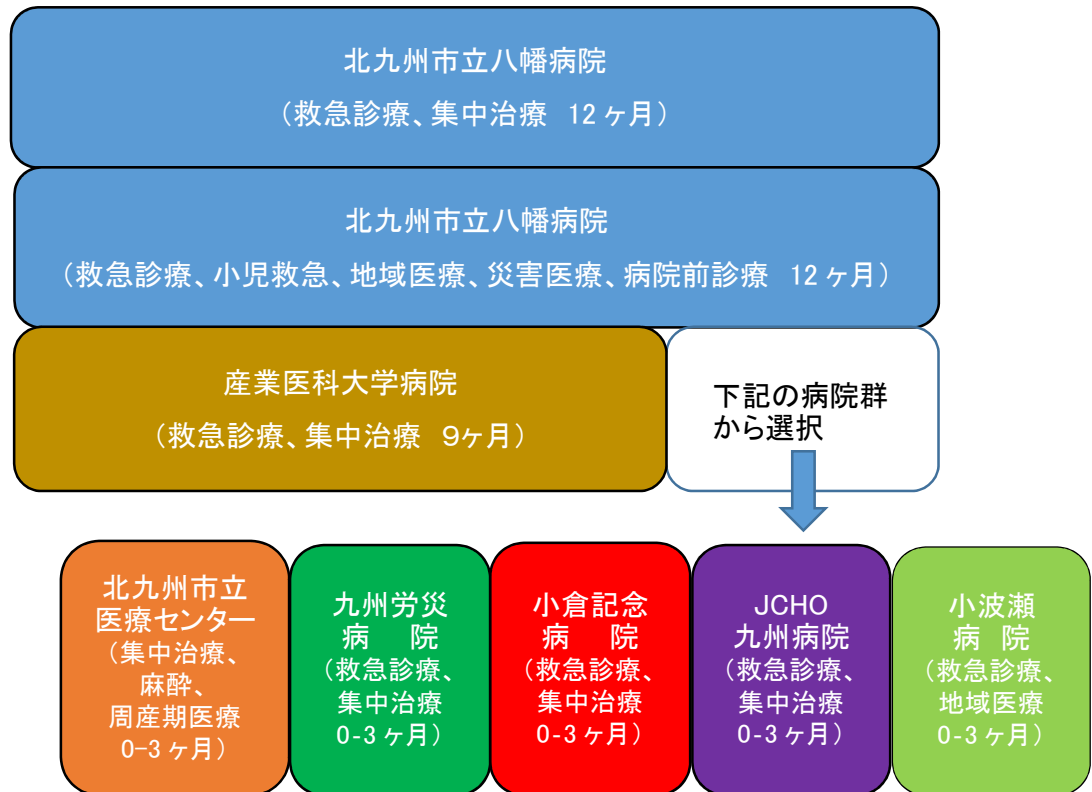 北九州市立八幡病院
（救急診療、集中治療 12ヶ月）
北九州市立八幡病院
（救急診療、小児救急、地域医療、災害医療、病院前診療 12ヶ月）
産業医科大学病院
（救急診療、集中治療 9ヶ月）
下記の病院群
から選択
北九州市立
医療センター
（集中治療、
麻酔、
周産期医療
0-3ヶ月）
九州労災
病 院
（救急診療、
集中治療
0-3ヶ月）
小倉記念
病 院
（救急診療、
集中治療
0-3ヶ月）
JCHO
九州病院
（救急診療、
集中治療
0-3ヶ月）
小波瀬
病 院
（救急診療、
地域医療
0-3ヶ月）